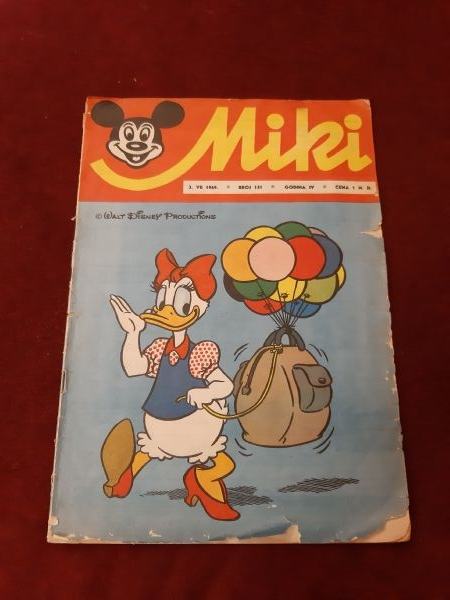 Miki
3. VII 1969. * BROJ 151 * GODINA IV * CENA 1 N. D.
© WALT DISNEY PRODUCTIONS